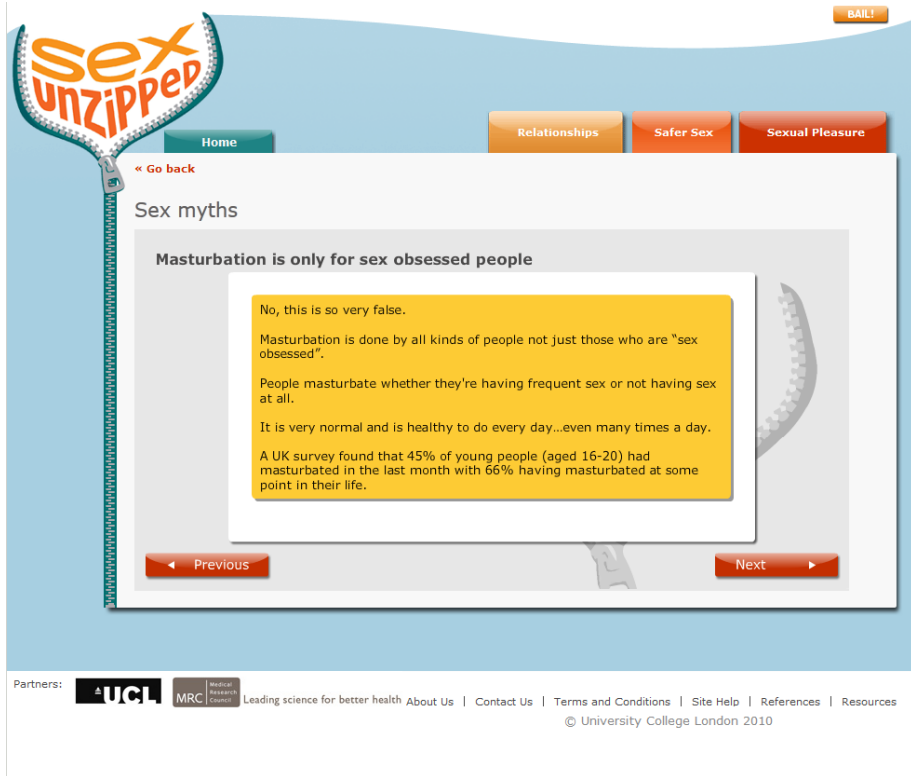 BAIL!
sex
unzipped
Home
Relationships
Safer Sex
Sexual Pleasure
« Go back
Sex myths
Masturbation is only for sex obsessed people
No, this is so very false.
Masturbation is done by all kinds of people not just those who are “sex
obsessed”.
People masturbate whether they're having frequent sex or not having sex
at all.
It is very normal and is healthy to do every day...even many times a day.
A UK survey found that 45% of young people (aged 16-20) had
masturbated in the last month with 66% having masturbated at some
point in their life.
Previous
Next
Partners:
UCL
MRC
Medical
Research
Council
Leading science for better health
About Us | Contact Us | Terms and Conditions | Site Help | References | Resources
© University College London 2010